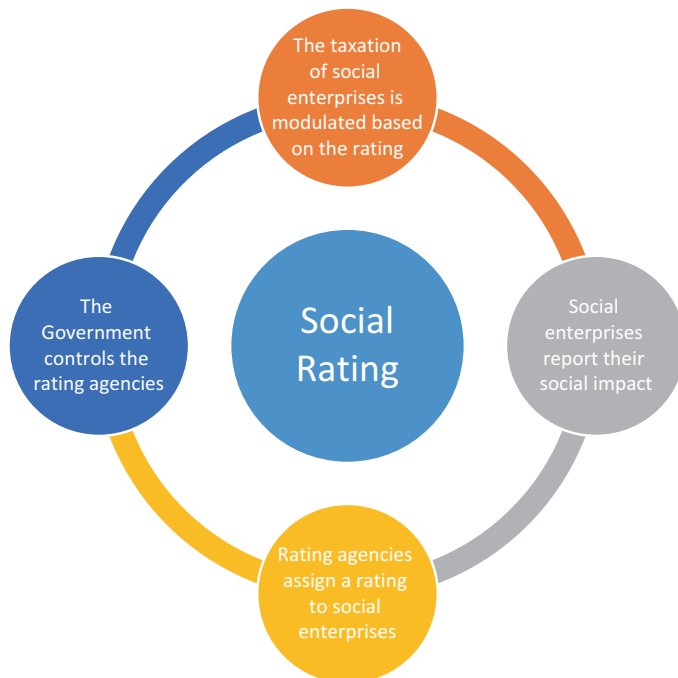 The taxation
of social
enterprises is
modulated based
on the rating
The
Government
controls the
rating agencies
Social
Rating
Social
enterprises
report their
social impact
Rating agencies
assign a rating
to social
enterprises